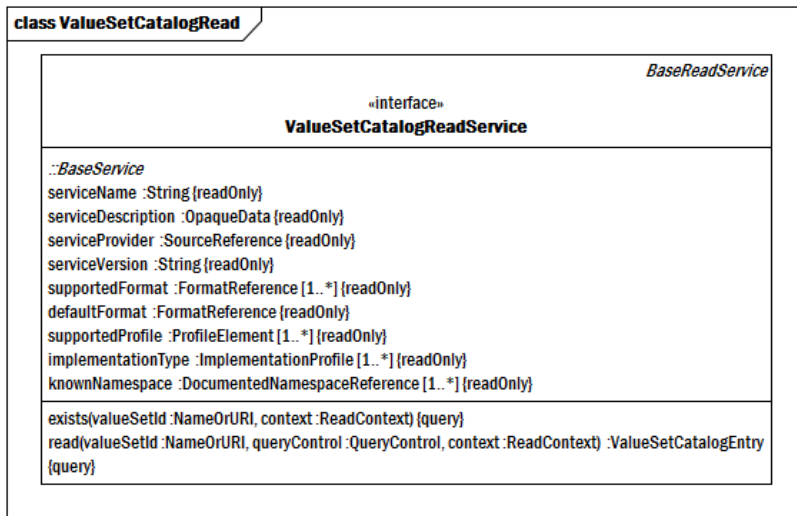 class ValueSetCatalogRead
BaseReadService
«interface»
ValueSetCatalogReadService
::BaseService
serviceName :String {readOnly}
serviceDescription :OpaqueData {readOnly}
serviceProvider :SourceReference {readOnly}
serviceVersion :String {readOnly}
supportedFormat :FormatReference [1..*] {readOnly}
defaultFormat :FormatReference {readOnly}
supportedProfile :ProfileElement [1..*] {readOnly}
implementationType :ImplementationProfile [1..*] {readOnly}
knownNamespace :DocumentedNamespaceReference [1..*] {readOnly}
exists(valueSetId :NameOrURI, context :ReadContext) {query}
read(valueSetId :NameOrURI, queryControl :QueryControl, context :ReadContext) :ValueSetCatalogEntry
{query}